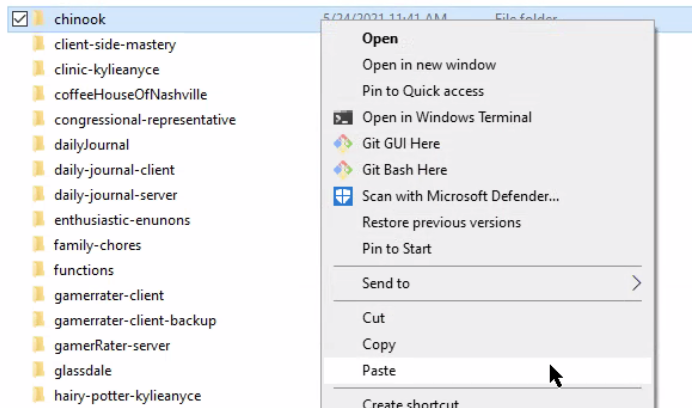 chinook 5/24/2021 11:41 AM File folder
client-side-mastery
clinic-kylieanyce
coffeeHouseOfNashville
congressional-representative
dailyJournal
daily-journal-client
daily-journal-server
enthusiastic-enunons
family-chores
functions
gamerrater-client
gamerrater-client-backup
gamerRater-server
glassdale
hairy-potter-kylieanyce
Open
Open in new window
Pin to Quick access
Open in Windows Terminal
Git GUI Here
Git Bash Here
Scan with Microsoft Defender...
Restore previous versions
Pin to Start
Send to
Cut
Copy
Paste
Create shortcut